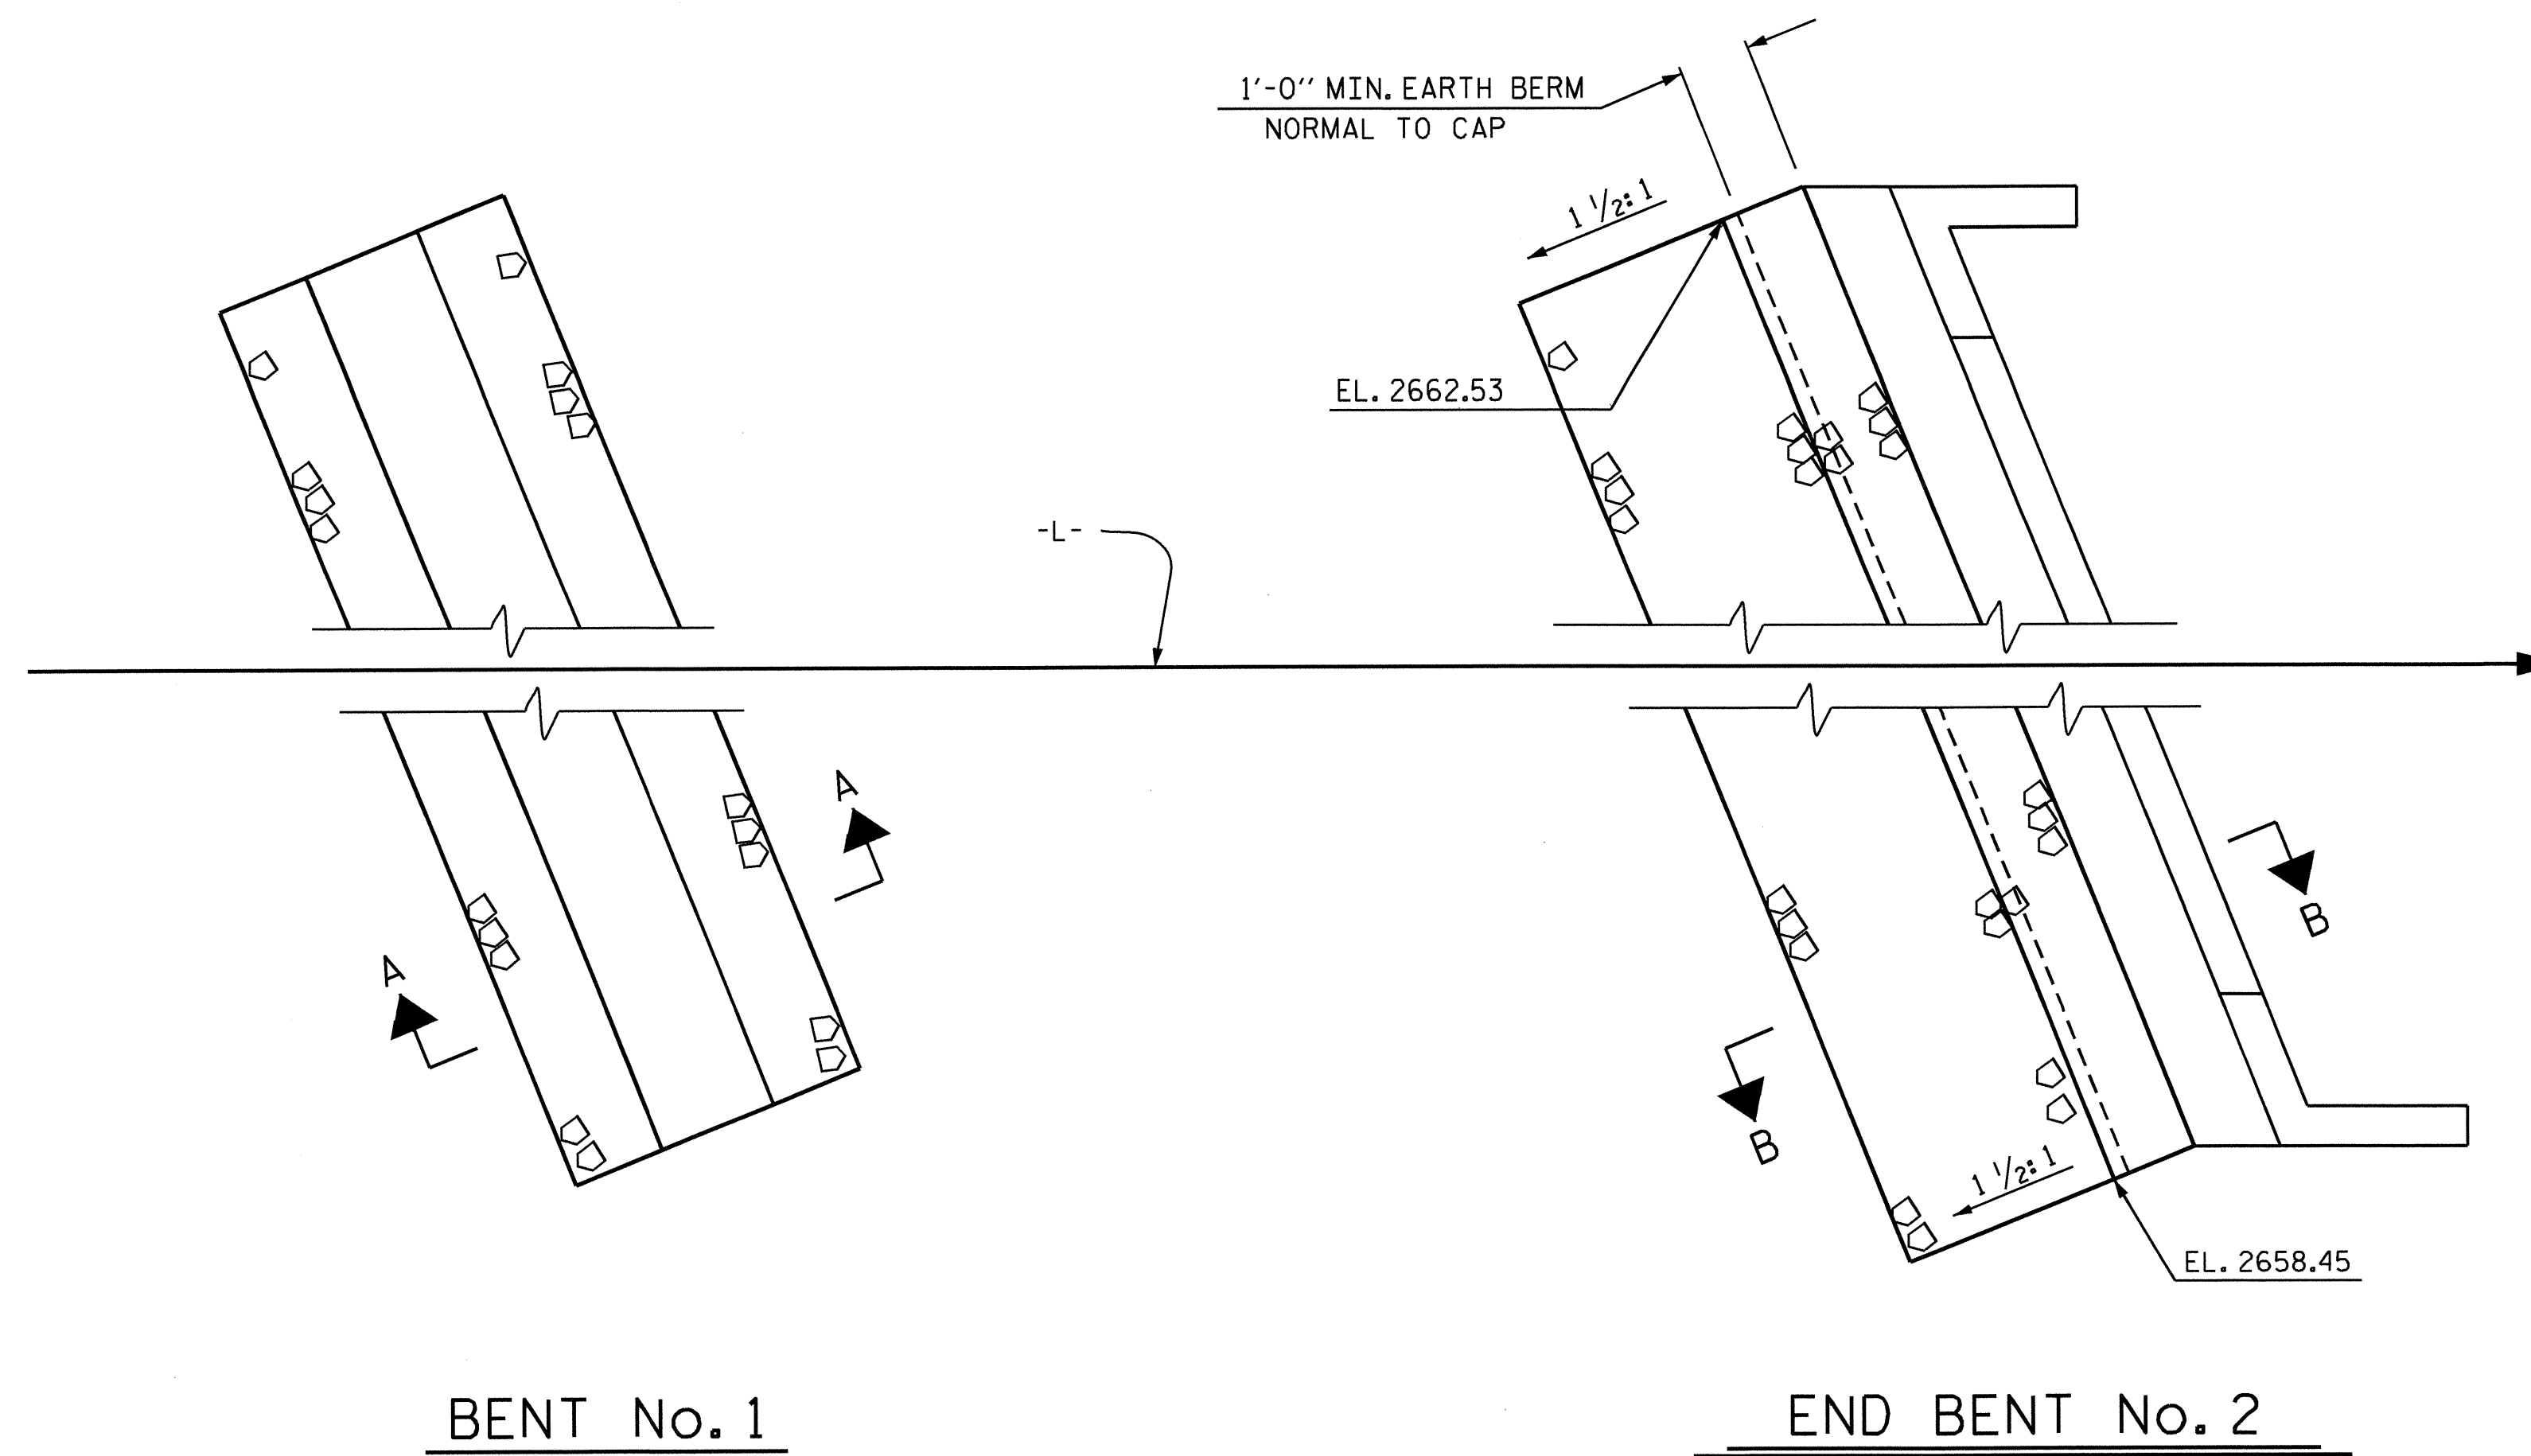 1'-0" MIN. EARTH BERM
NORMAL TO CAP
1 1/2:1
EL. 2662.53
-L-
A
A
B
B
1 1/2:1
EL. 2658.45
BENT No. 1
END BENT No. 2